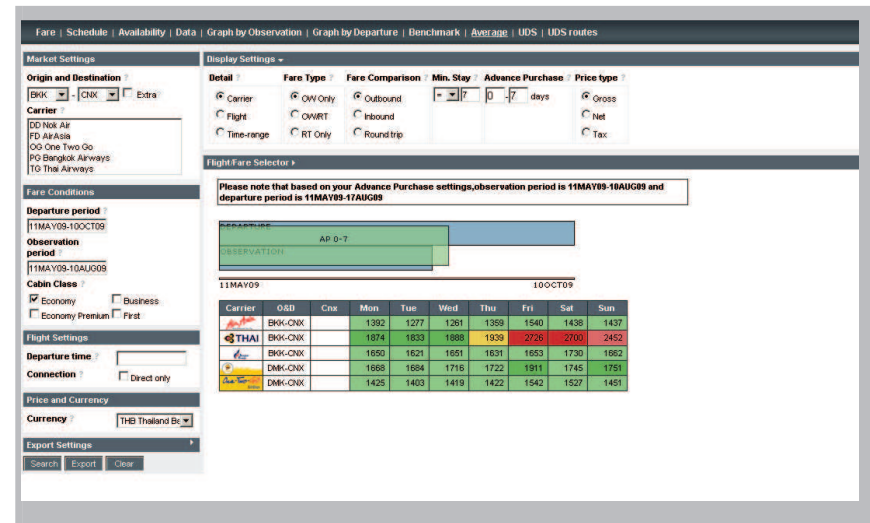 Fare | Schedule | Availability | Data | Graph by Observation | Graph by Departure | Benchmark | Average | UDS | UDS routes
Market Settings
Origin and Destination ?
BKK - CNX Extra
Carrier ?
DD Nok Air
FD AirAsia
OG One Two Go
PG Bangkok Airways
TG Thai Airways
Fare Conditions
Departure period ?
11MAY09-10OCT09
Observation
period ?
11MAY09-10AUG09
Cabin Class ?
Economy Business
Economy Premium First
Flight Settings
Departure time ?
Connection ? Direct only
Price and Currency
Currency ? THB Thailand Be
Export Settings
Search Export Clear
Display Settings
Detail ? Fare Type ? Fare Comparison ? Min. Stay ? Advance Purchase ? Price type ?
Carrier OW Only Outbound = 7 0 - 7 days Gross
Flight OW/RT Inbound Net
Time-range RT Only Round trip Tax
Flight/Fare Selector
Please note that based on your Advance Purchase settings,observation period is 11MAY09-10AUG09 and
departure period is 11MAY09-17AUG09
DEPARTURE
AP 0-7
OBSERVATION
11MAY09 10OCT09
Carrier O&D Cnx Mon Tue Wed Thu Fri Sat Sun
BKK-CNX 1392 1277 1261 1359 1540 1438 1437
THAI BKK-CNX 1874 1833 1888 1939 2726 2700 2452
BKK-CNX 1650 1621 1651 1631 1653 1730 1662
DMK-CNX 1668 1684 1716 1722 1911 1745 1751
One-Two-GO DMK-CNX 1425 1403 1419 1422 1542 1527 1451